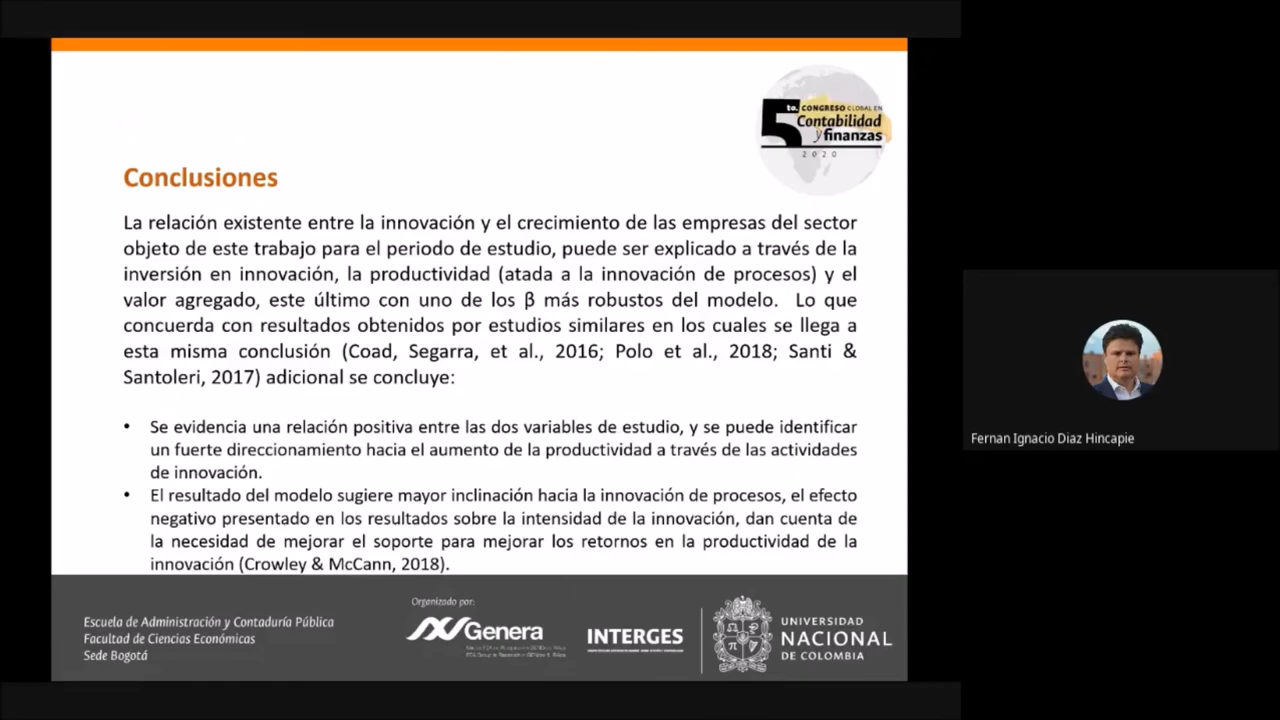 5to. CONGRESO GLOBAL EN
Contabilidad
y finanzas
2020
Conclusiones
La relación existente entre la innovación y el crecimiento de las empresas del sector
objeto de este trabajo para el periodo de estudio, puede ser explicado a través de la
inversión en innovación, la productividad (atada a la innovación de procesos) y el
valor agregado, este último con uno de los β más robustos del modelo. Lo que
concuerda con resultados obtenidos por estudios similares en los cuales se llega a
esta misma conclusión (Coad, Segarra, et al., 2016; Polo et al., 2018; Santi &
Santoleri, 2017) adicional se concluye:
• Se evidencia una relación positiva entre las dos variables de estudio, y se puede identificar
un fuerte direccionamiento hacia el aumento de la productividad a través de las actividades
de innovación.
• El resultado del modelo sugiere mayor inclinación hacia la innovación de procesos, el efecto
negativo presentado en los resultados sobre la intensidad de la innovación, dan cuenta de
la necesidad de mejorar el soporte para mejorar los retornos en la productividad de la
innovación (Crowley & McCann, 2018).
Fernan Ignacio Diaz Hincapie
Escuela de Administración y Contaduría Pública
Facultad de Ciencias Económicas
Sede Bogotá
Organizado por:
Genera
INTERGES
UNIVERSIDAD
NACIONAL
DE COLOMBIA